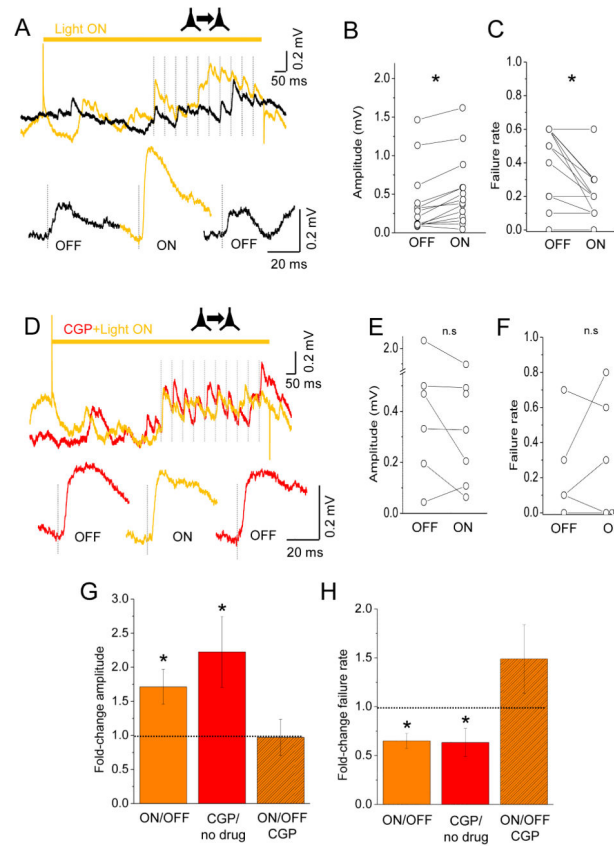 A
Light ON
0.2 mV
50 ms
OFF
ON
OFF
0.2 mV
20 ms
B
*
Amplitude (mV)
2.0
1.5
1.0
0.5
0.0
OFF
ON
C
*
Failure rate
1.0
0.8
0.6
0.4
0.2
0.0
OFF
ON
D
CGP+Light ON
0.2 mV
50 ms
OFF
ON
OFF
0.2 mV
20 ms
E
n.s
Amplitude (mV)
2.0
0.4
0.2
0.0
OFF
ON
F
n.s
Failure rate
1.0
0.8
0.6
0.4
0.2
0.0
OFF
O
G
Fold-change amplitude
3.0
2.5
2.0
1.5
1.0
0.5
0.0
*
*
ON/OFF
CGP/
no drug
ON/OFF
CGP
H
Fold-change failure rate
2.0
1.5
1.0
0.5
0.0
*
*
ON/OFF
CGP/
no drug
ON/OFF
CGP